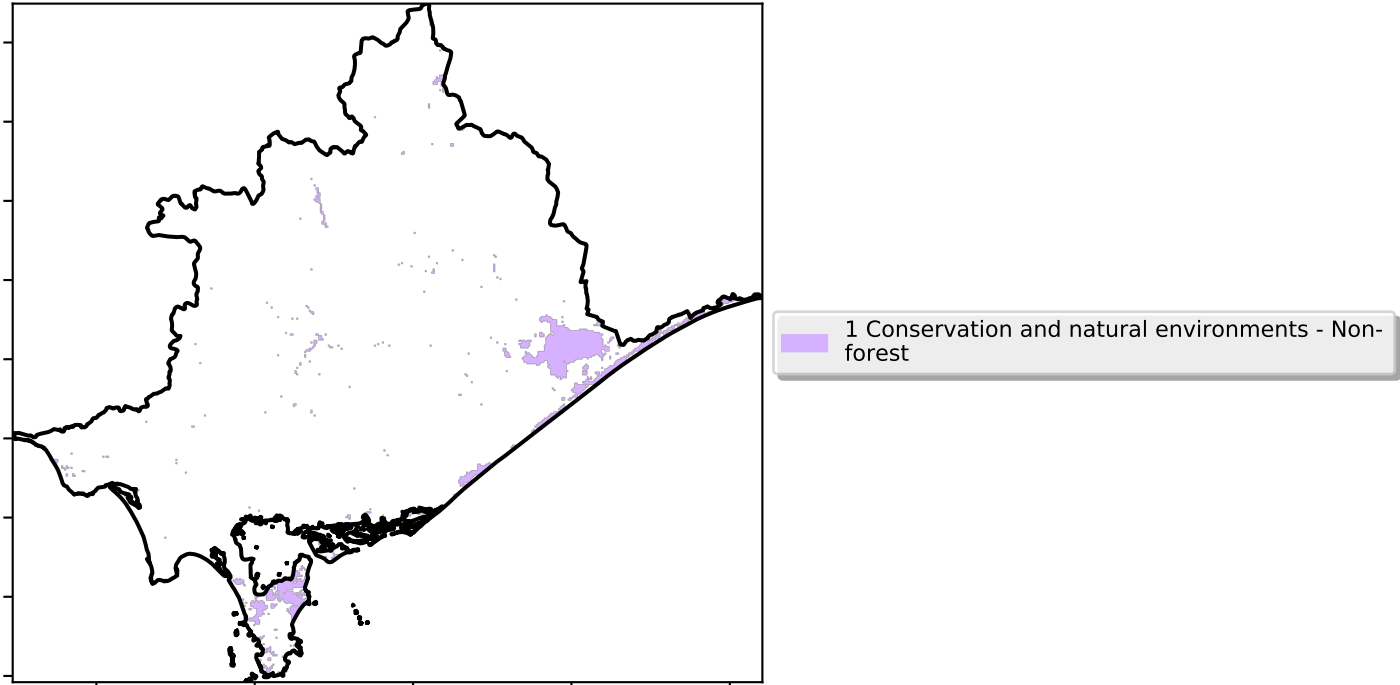 1 Conservation and natural environments - Non-
forest